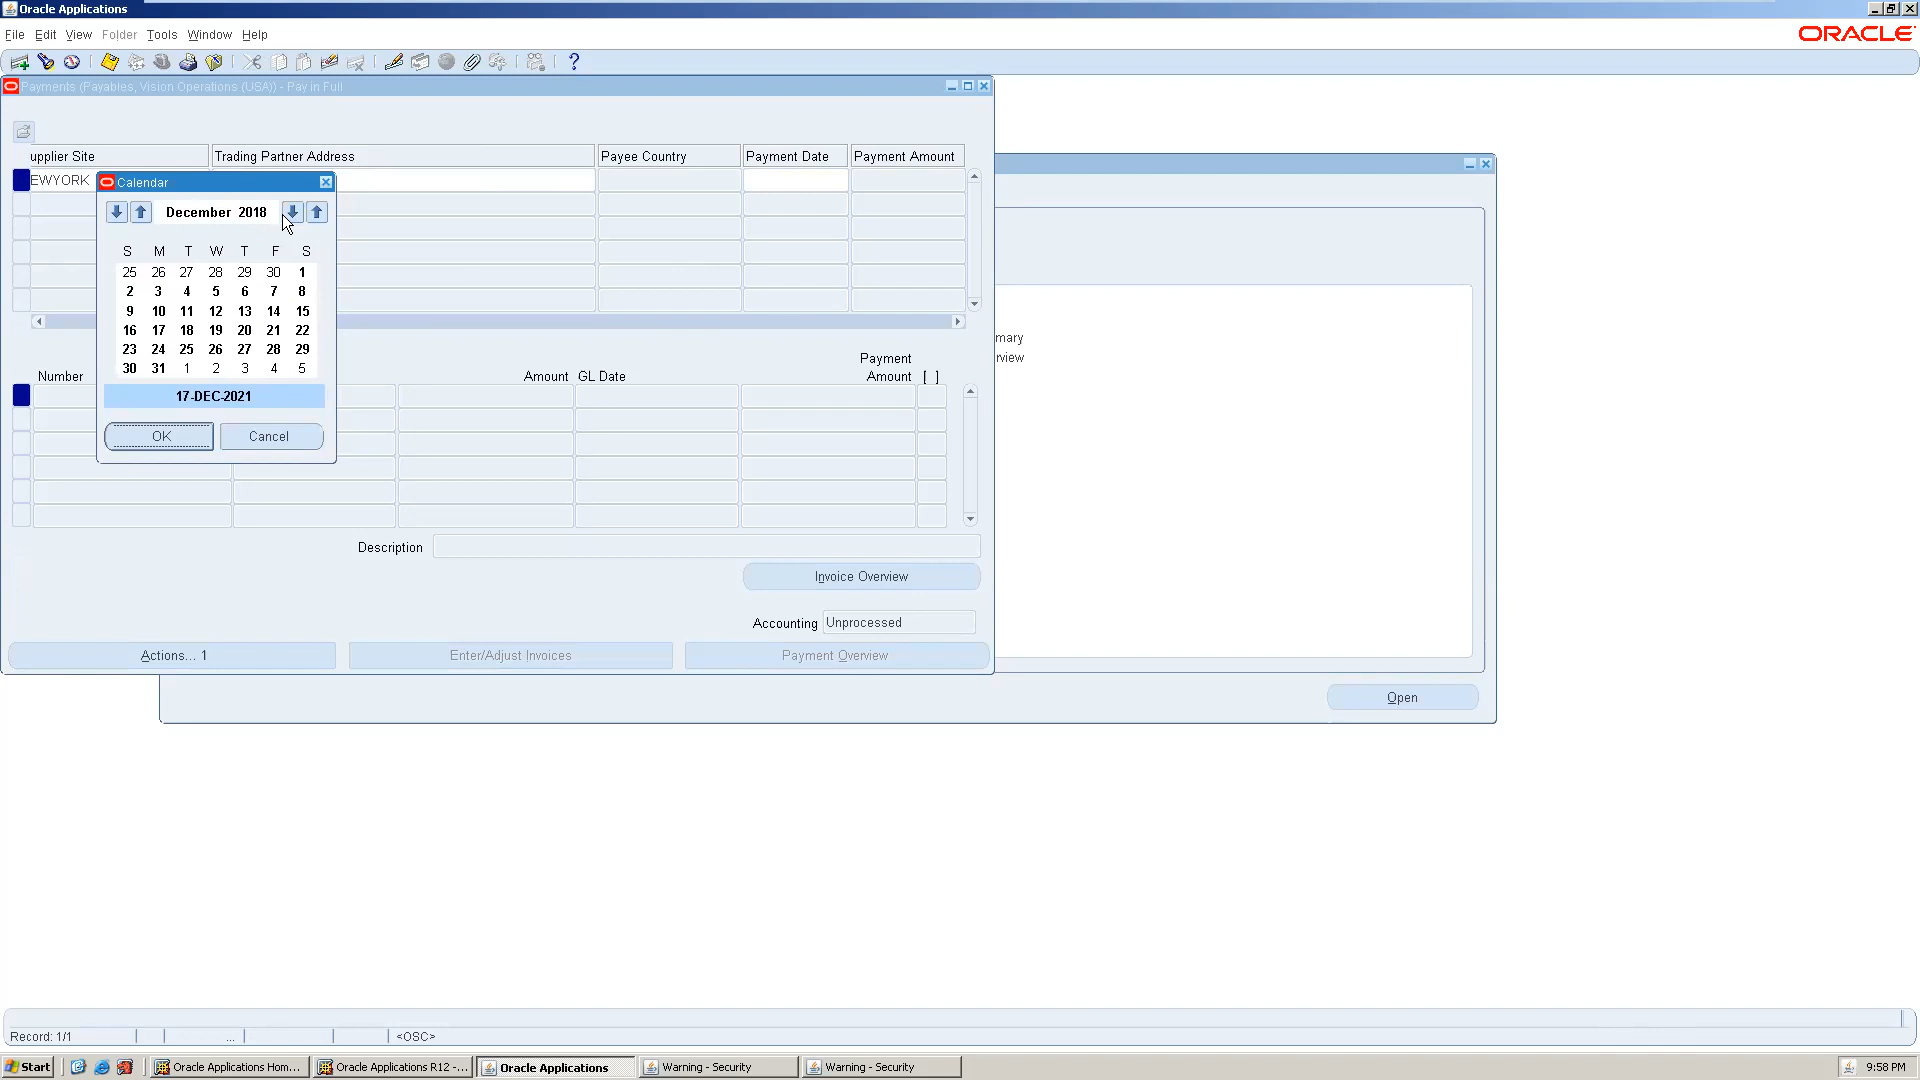 Oracle Applications
File Edit View Folder Tools Window Help
ORACLE
Payments (Payables, Vision Operations (USA)) - Pay in Full
upplier Site Trading Partner Address Payee Country Payment Date Payment Amount
EWYORK
Calendar
December 2018
S M T W T F S
25 26 27 28 29 30 1
2 3 4 5 6 7 8
9 10 11 12 13 14 15
16 17 18 19 20 21 22
23 24 25 26 27 28 29
30 31 1 2 3 4 5
17-DEC-2021
OK Cancel
mary
rview
Payment
Number Amount GL Date Amount [ ]
Description
Invoice Overview
Accounting Unprocessed
Actions... 1 Enter/Adjust Invoices Payment Overview
Open
Record: 1/1 ... <OSC>
Start Oracle Applications Hom... Oracle Applications R12 -... Oracle Applications Warning - Security Warning - Security 9:58 PM